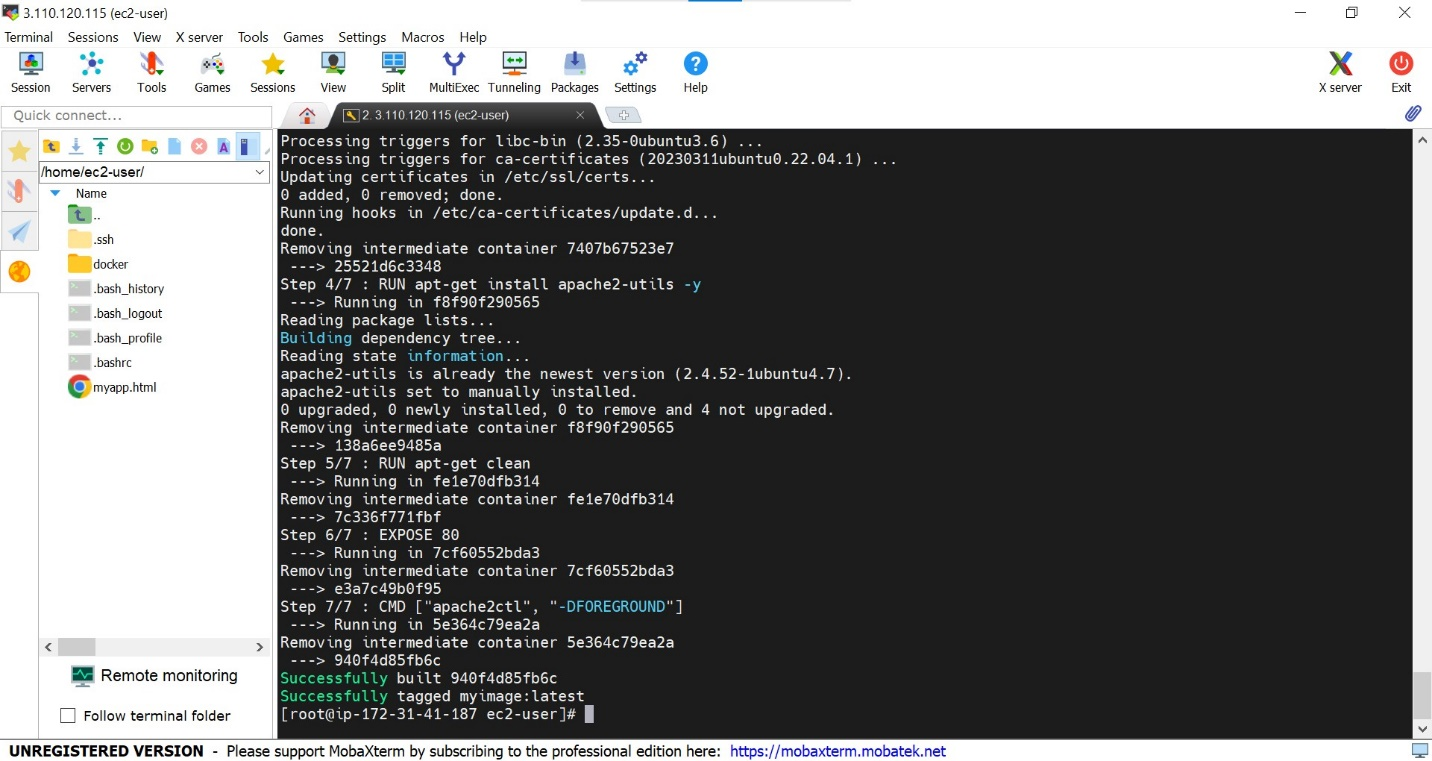 3.110.120.115 (ec2-user)
Terminal Sessions View X server Tools Games Settings Macros Help
Session Servers Tools Games Sessions View Split MultiExec Tunneling Packages Settings Help X server Exit
Quick connect...
2. 3.110.120.115 (ec2-user)
/home/ec2-user/
Name
..
.ssh
docker
.bash_history
.bash_logout
.bash_profile
.bashrc
myapp.html
Remote monitoring
Follow terminal folder
Processing triggers for libc-bin (2.35-0ubuntu3.6) ...
Processing triggers for ca-certificates (20230311ubuntu0.22.04.1) ...
Updating certificates in /etc/ssl/certs...
0 added, 0 removed; done.
Running hooks in /etc/ca-certificates/update.d...
done.
Removing intermediate container 7407b67523e7
 ---> 25521d6c3348
Step 4/7 : RUN apt-get install apache2-utils -y
 ---> Running in f8f90f290565
Reading package lists...
Building dependency tree...
Reading state information...
apache2-utils is already the newest version (2.4.52-1ubuntu4.7).
apache2-utils set to manually installed.
0 upgraded, 0 newly installed, 0 to remove and 4 not upgraded.
Removing intermediate container f8f90f290565
 ---> 138a6ee9485a
Step 5/7 : RUN apt-get clean
 ---> Running in fe1e70dfb314
Removing intermediate container fe1e70dfb314
 ---> 7c336f771fbf
Step 6/7 : EXPOSE 80
 ---> Running in 7cf60552bda3
Removing intermediate container 7cf60552bda3
 ---> e3a7c49b0f95
Step 7/7 : CMD ["apache2ctl", "-DFOREGROUND"]
 ---> Running in 5e364c79ea2a
Removing intermediate container 5e364c79ea2a
 ---> 940f4d85fb6c
Successfully built 940f4d85fb6c
Successfully tagged myimage:latest
[root@ip-172-31-41-187 ec2-user]#
UNREGISTERED VERSION - Please support MobaXterm by subscribing to the professional edition here: https://mobaxterm.mobatek.net